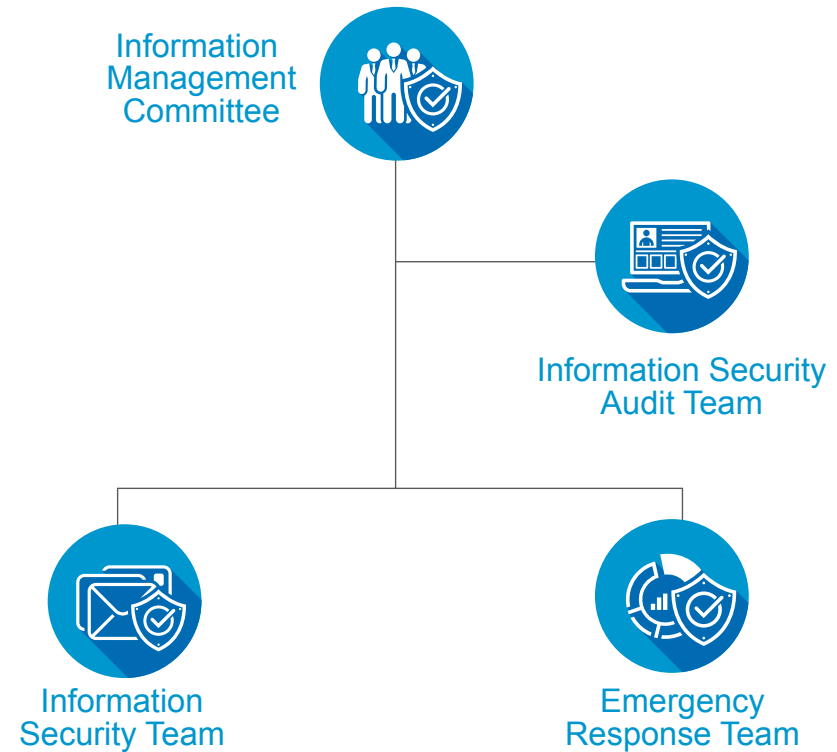 Information
Management
Committee
Information Security
Audit Team
Information
Security Team
Emergency
Response Team